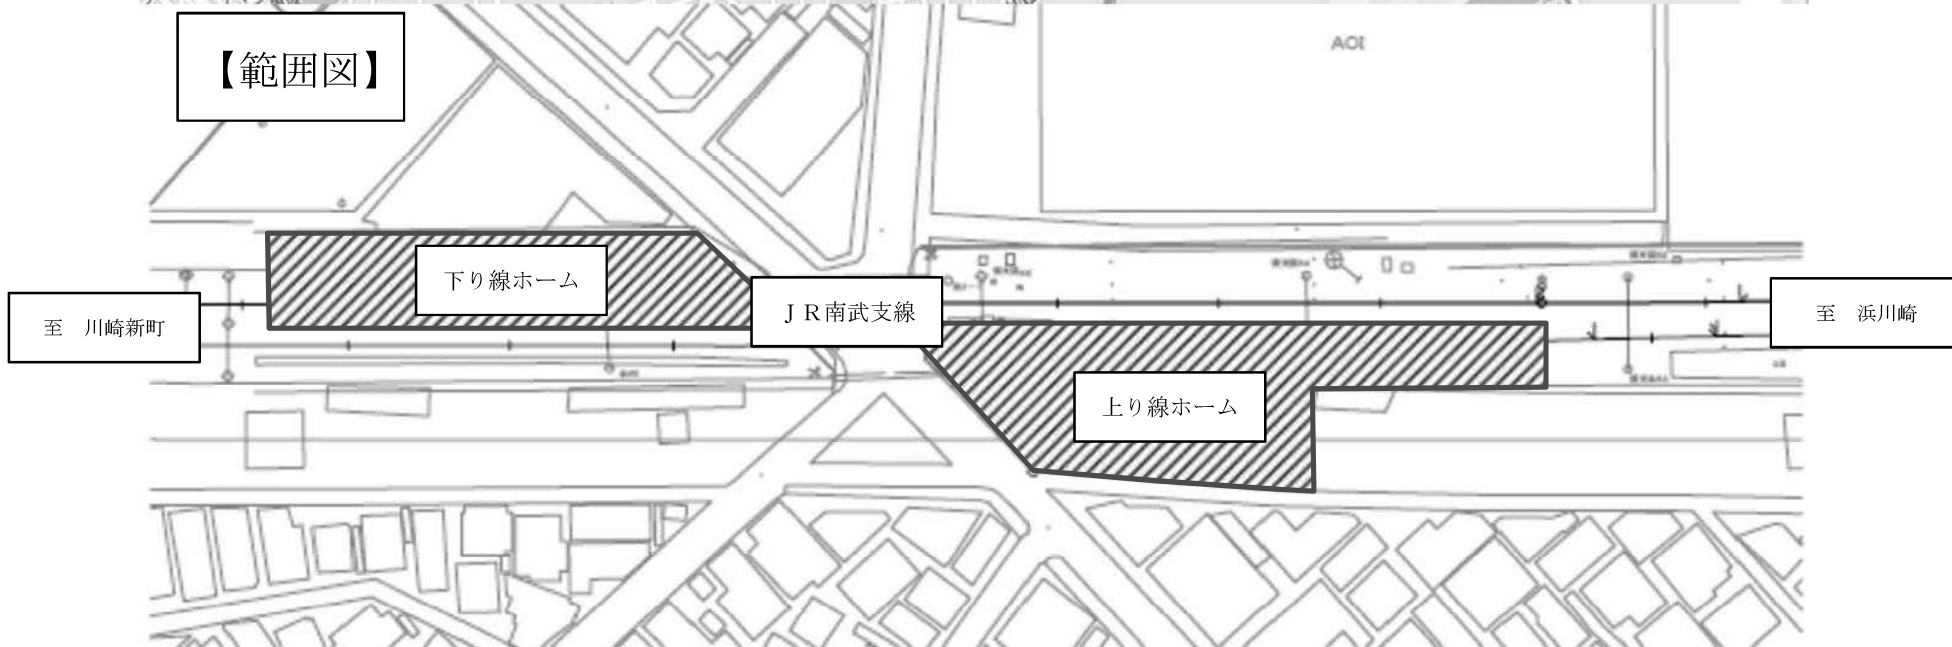 【範囲図】
AOI
下り線ホーム
JR南武支線
至 川崎新町
至 浜川崎
上り線ホーム